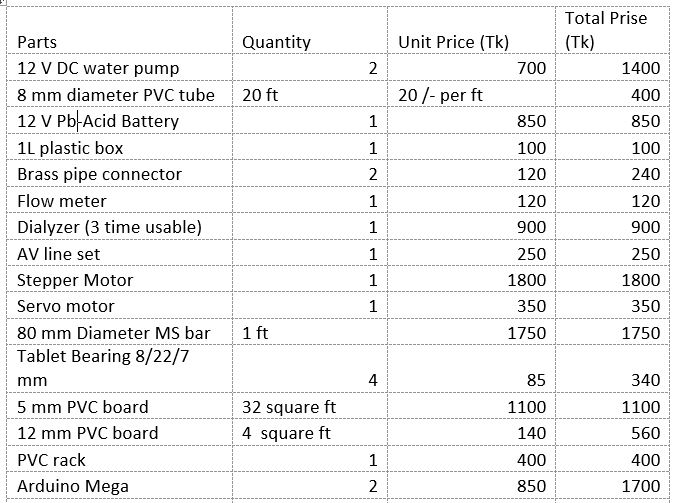 Total Prise
Parts Quantity Unit Price (Tk) (Tk)
12 V DC water pump 2 700 1400
8 mm diameter PVC tube 20 ft 20 /- per ft 400
12 V Pb-Acid Battery 1 850 850
1L plastic box 1 100 100
Brass pipe connector 2 120 240
Flow meter 1 120 120
Dialyzer (3 time usable) 1 900 900
AV line set 1 250 250
Stepper Motor 1 1800 1800
Servo motor 1 350 350
80 mm Diameter MS bar 1 ft 1750 1750
Tablet Bearing 8/22/7
mm 4 85 340
5 mm PVC board 32 square ft 1100 1100
12 mm PVC board 4 square ft 140 560
PVC rack 1 400 400
Arduino Mega 2 850 1700